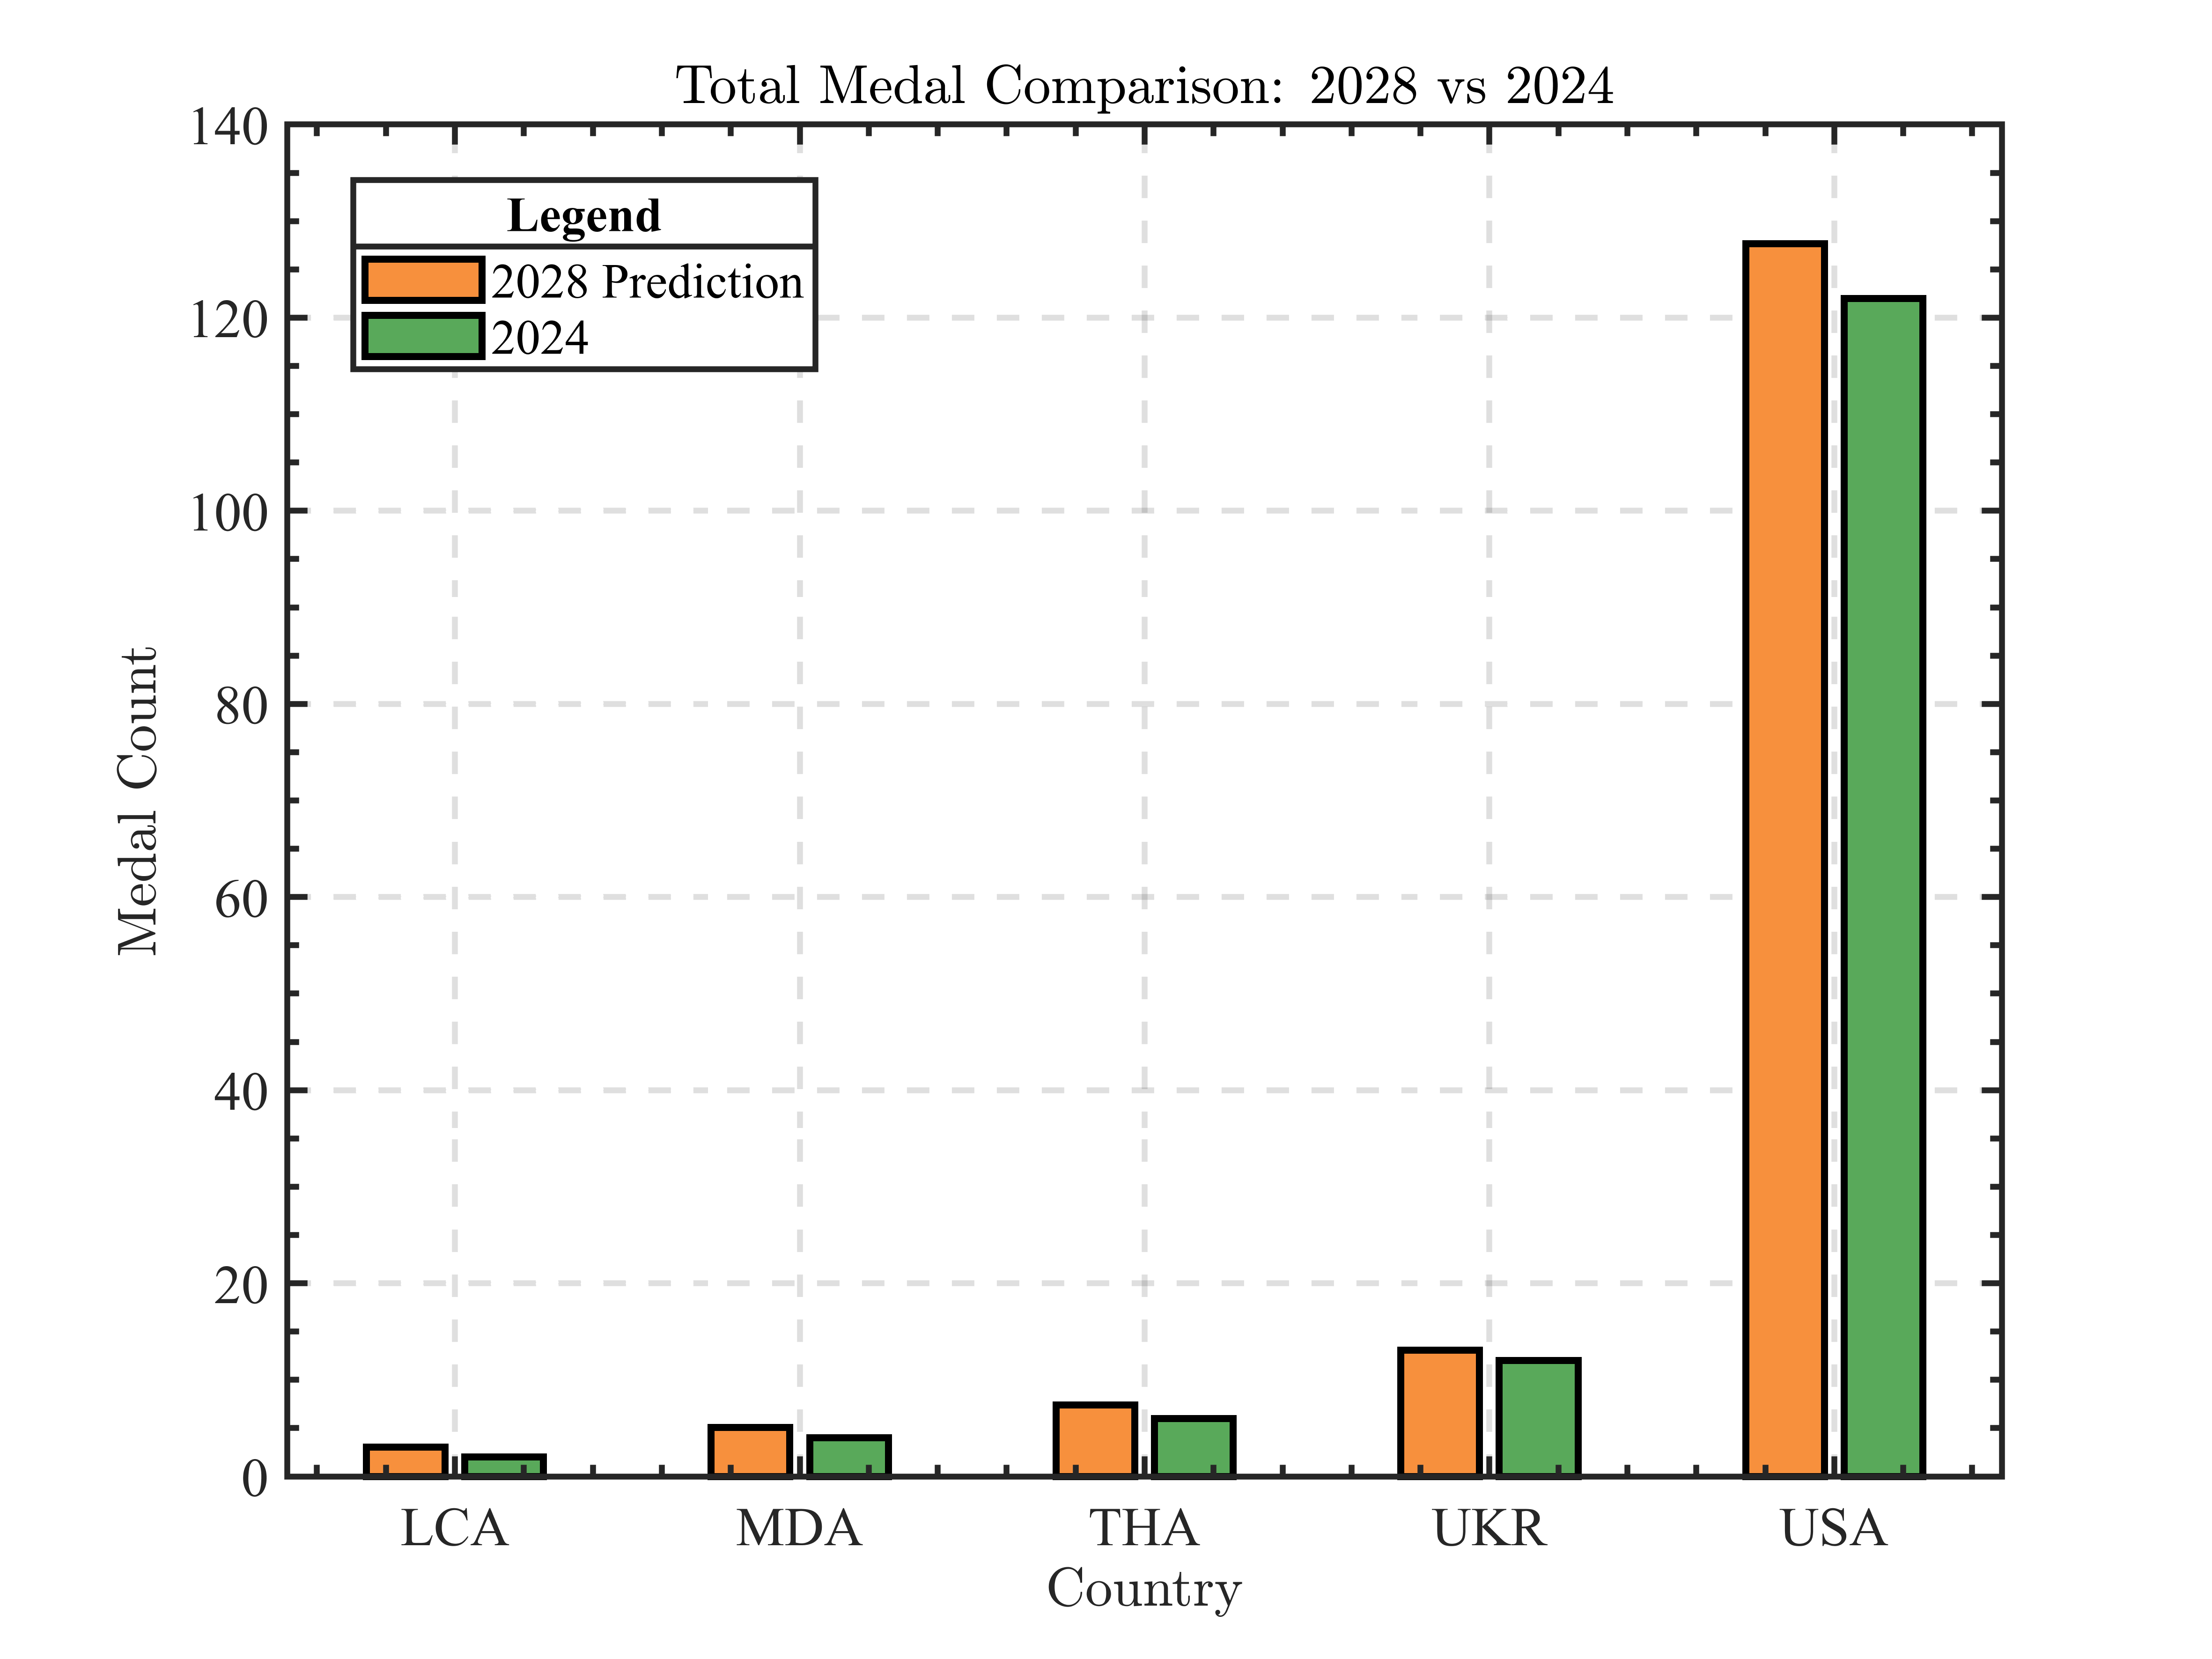 Total Medal Comparison: 2028 vs 2024
140
120
100
80
60
40
20
0
Medal Count
Legend
2028 Prediction
2024
LCA MDA THA UKR USA
Country